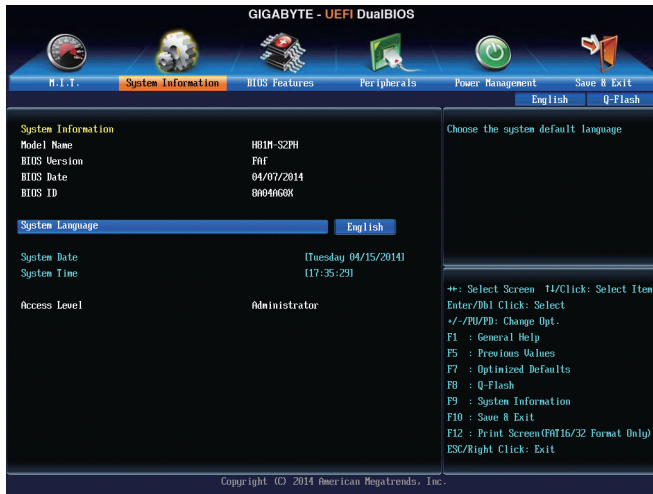 GIGABYTE - UEFI DualBIOS
M.I.T. System Information BIOS Features Peripherals Power Management Save & Exit
English Q-Flash
System Information
Model Name H81M-S2PH
BIOS Version FAf
BIOS Date 04/07/2014
BIOS ID 8A04AG0X
System Language English
System Date [Tuesday 04/15/2014]
System Time [17:35:29]
Access Level Administrator
Choose the system default language
→←: Select Screen ↑↓/Click: Select Item
Enter/Dbl Click: Select
+/-/PU/PD: Change Opt.
F1 : General Help
F5 : Previous Values
F7 : Optimized Defaults
F8 : Q-Flash
F9 : System Information
F10 : Save & Exit
F12 : Print Screen(FAT16/32 Format Only)
ESC/Right Click: Exit
Copyright (C) 2014 American Megatrends, Inc.